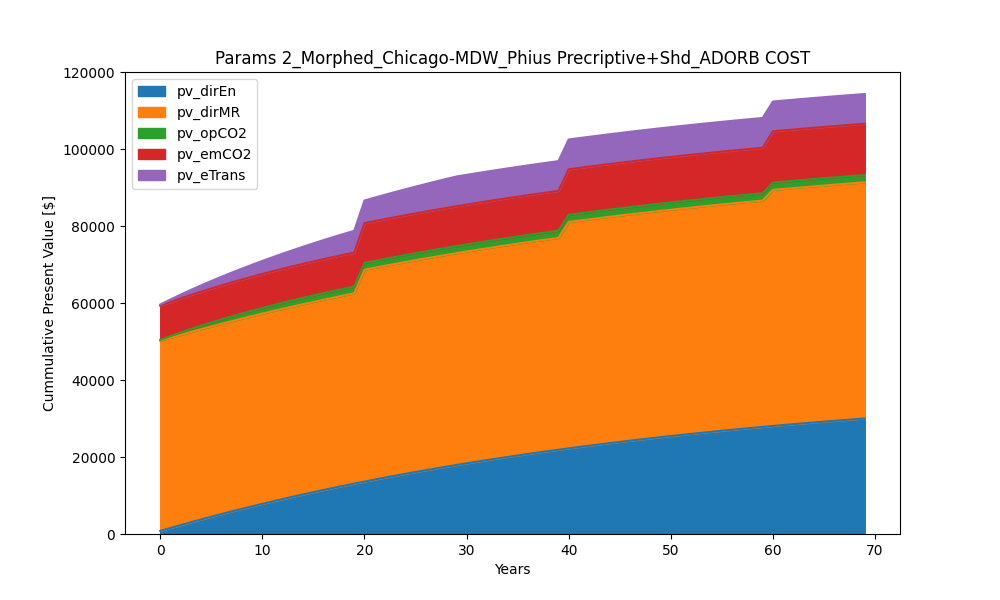 Params 2_Morphed_Chicago-MDW_Phius Precriptive+Shd_ADORB COST
120000
100000
80000
60000
40000
20000
0
Cummulative Present Value [$]
pv_dirEn
pv_dirMR
pv_opCO2
pv_emCO2
pv_eTrans
0 10 20 30 40 50 60 70
Years